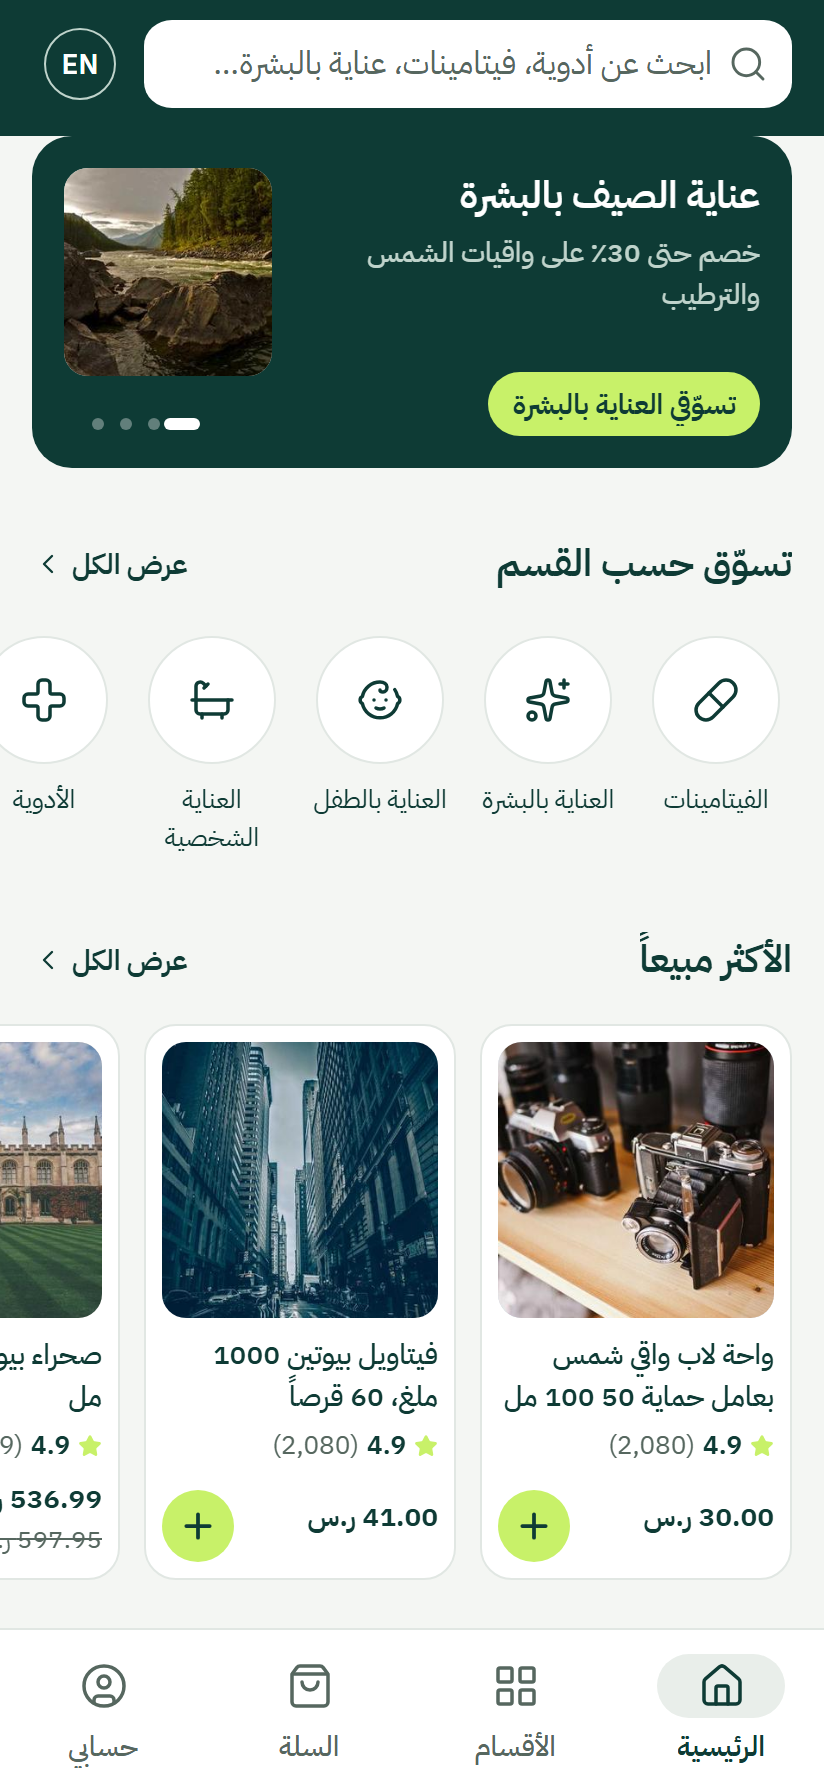 ابحث عن أدوية، فيتامينات، عناية بالبشرة...
EN
عناية الصيف بالبشرة
خصم حتى 30٪ على واقيات الشمس
والترطيب
تسوّقي العناية بالبشرة
تسوّق حسب القسم
عرض الكل
الفيتامينات
العناية بالبشرة
العناية بالطفل
العناية
الشخصية
الأدوية
الأكثر مبيعاً
عرض الكل
واحة لاب واقي شمس
بعامل حماية 50 100 مل
4.9 (2,080)
30.00 ر.س
فيتاويل بيوتين 1000
ملغ، 60 قرصاً
4.9 (2,080)
41.00 ر.س
صحراء بيو
مل
4.9
536.99
597.95
الرئيسية
الأقسام
السلة
حسابي